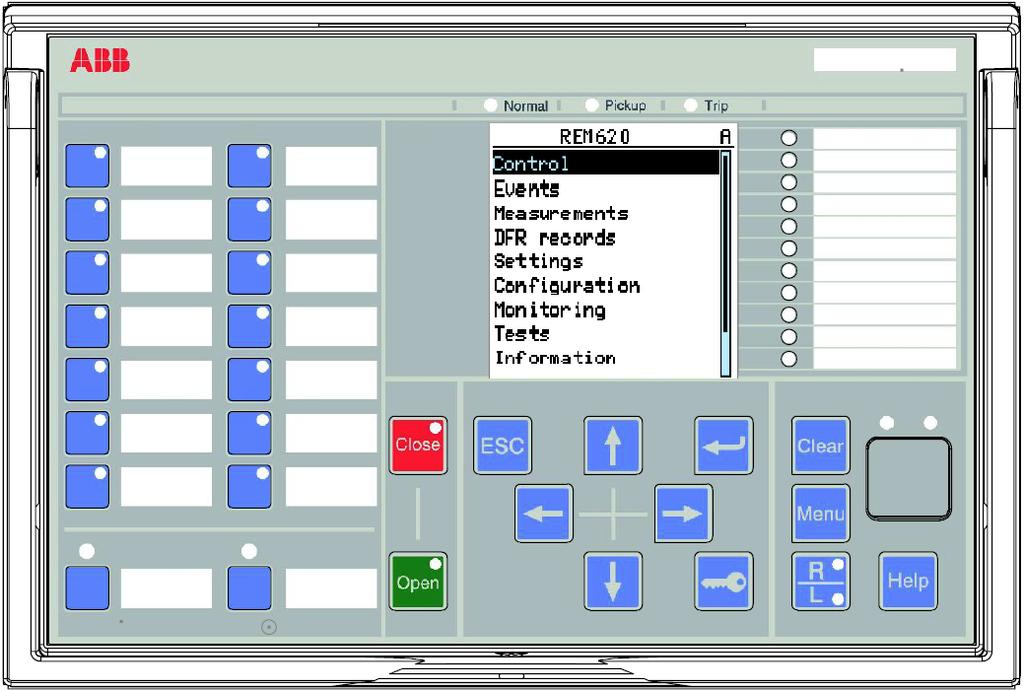 ABB
Normal
Pickup
Trip
REM620 A
Control
Events
Measurements
DFR records
Settings
Configuration
Monitoring
Tests
Information
Close
ESC
Clear
Menu
Open
R
L
Help